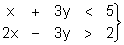 x + 3y < 5
2x - 3y > 2}